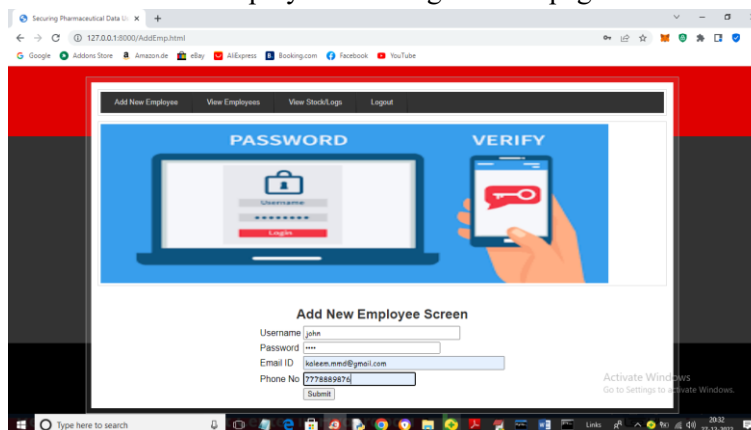 Securing Pharmaceutical Data U
127.0.0.1:8000/AddEmp.html
Google Addons Store Amazon.de eBay AliExpress Booking.com Facebook YouTube
Add New Employee View Employees View Stock/Logs Logout
PASSWORD VERIFY
Username
Login
Add New Employee Screen
Username john
Password ••••
Email ID kaleem.mmd@gmail.com
Phone No 7778889876
Submit
Activate Windows
Go to Settings to activate Windows.
Type here to search Links 20:32